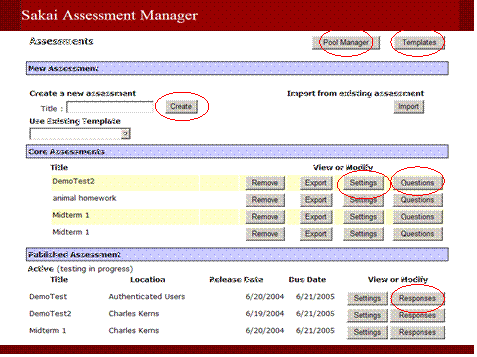 Sakai Assessment Manager
Assessments Pool Manager Templates
New Assessment
Create a new assessment Import from existing assessment
Title : Create Import
Use Existing Template
Core Assessments
Title View or Modify
DemoTest2 Remove Export Settings Questions
animal homework Remove Export Settings Questions
Midterm 1 Remove Export Settings Questions
Midterm 1 Remove Export Settings Questions
Published Assessment
Active (testing in progress)
Title Location Release Date Due Date View or Modify
DemoTest Authenticated Users 6/20/2004 6/21/2005 Settings Responses
DemoTest2 Charles Kerns 6/19/2004 6/21/2005 Settings Responses
Midterm 1 Charles Kerns 6/20/2004 6/21/2005 Settings Responses